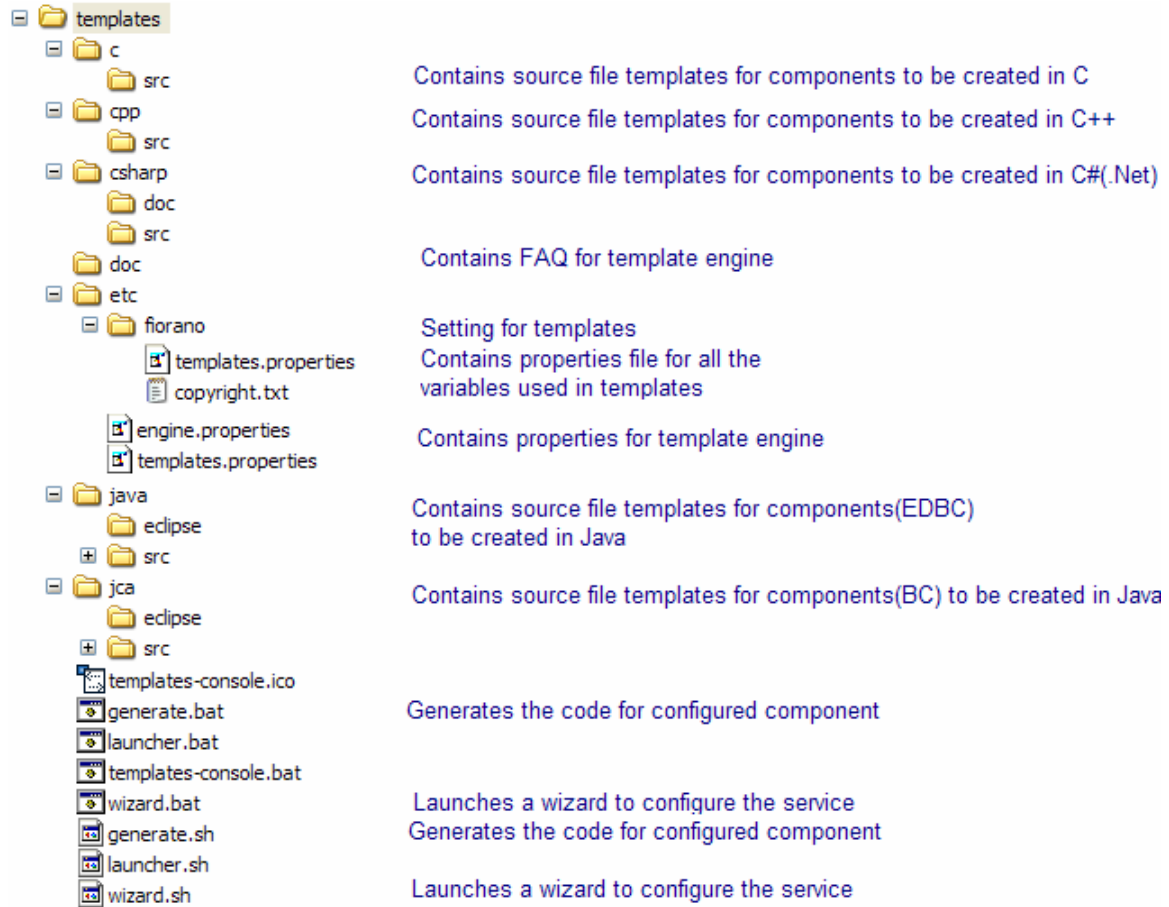 templates
c
src
Contains source file templates for components to be created in C
cpp
Contains source file templates for components to be created in C++
src
csharp
Contains source file templates for components to be created in C#(.Net)
doc
src
doc
Contains FAQ for template engine
etc
fiorano
Setting for templates
templates.properties
Contains properties file for all the
copyright.txt
variables used in templates
engine.properties
Contains properties for template engine
templates.properties
java
Contains source file templates for components(EDBC)
eclipse
to be created in Java
src
jca
Contains source file templates for components(BC) to be created in Java
eclipse
src
templates-console.ico
generate.bat
Generates the code for configured component
launcher.bat
templates-console.bat
wizard.bat
Launches a wizard to configure the service
generate.sh
Generates the code for configured component
launcher.sh
wizard.sh
Launches a wizard to configure the service